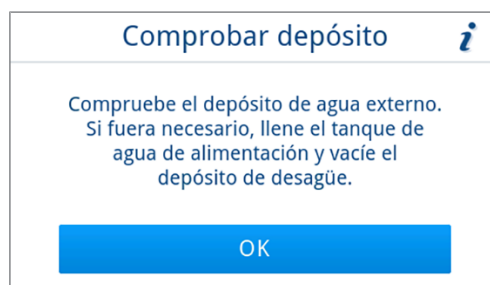 Comprobar depósito i
Compruebe el depósito de agua externo.
Si fuera necesario, llene el tanque de
agua de alimentación y vacíe el
depósito de desagüe.
OK